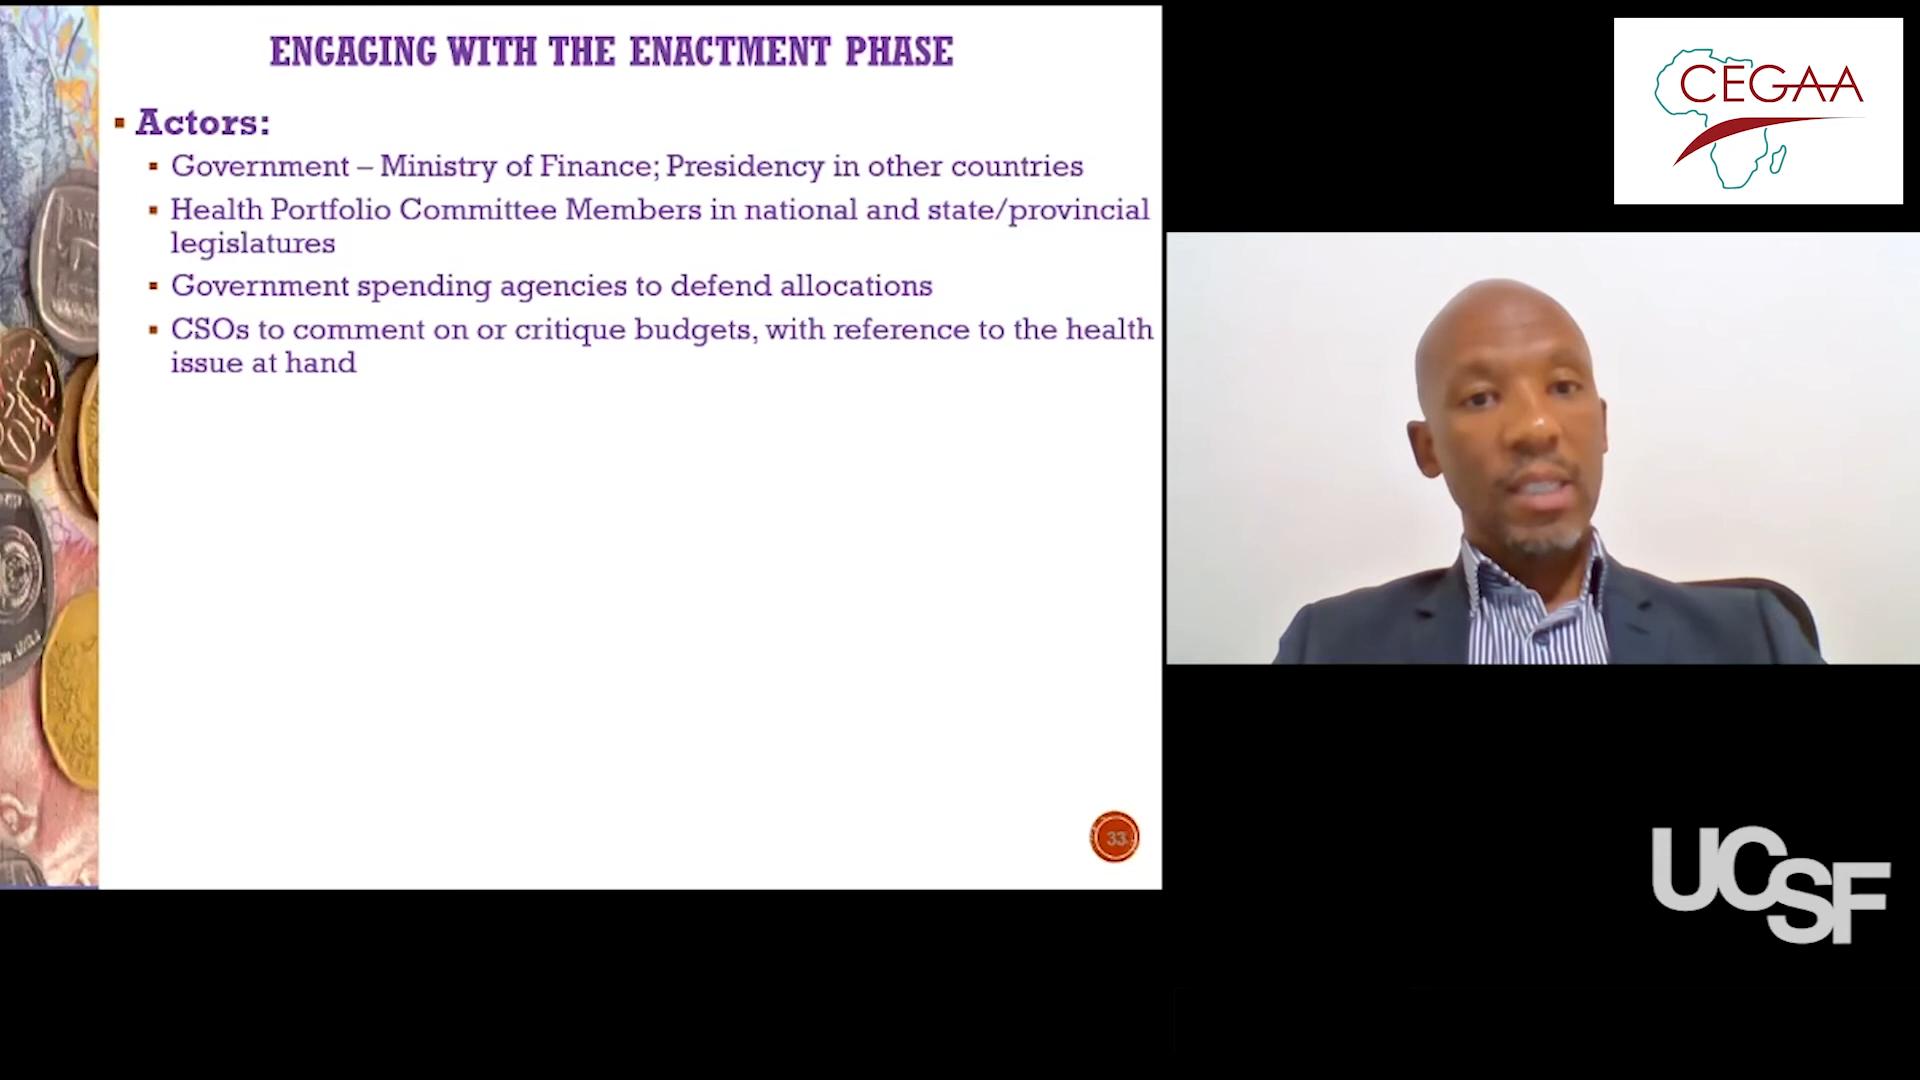 ENGAGING WITH THE ENACTMENT PHASE
Actors:
Government – Ministry of Finance; Presidency in other countries
Health Portfolio Committee Members in national and state/provincial
legislatures
Government spending agencies to defend allocations
CSOs to comment on or critique budgets, with reference to the health
issue at hand
33
CEGAA
UCSF